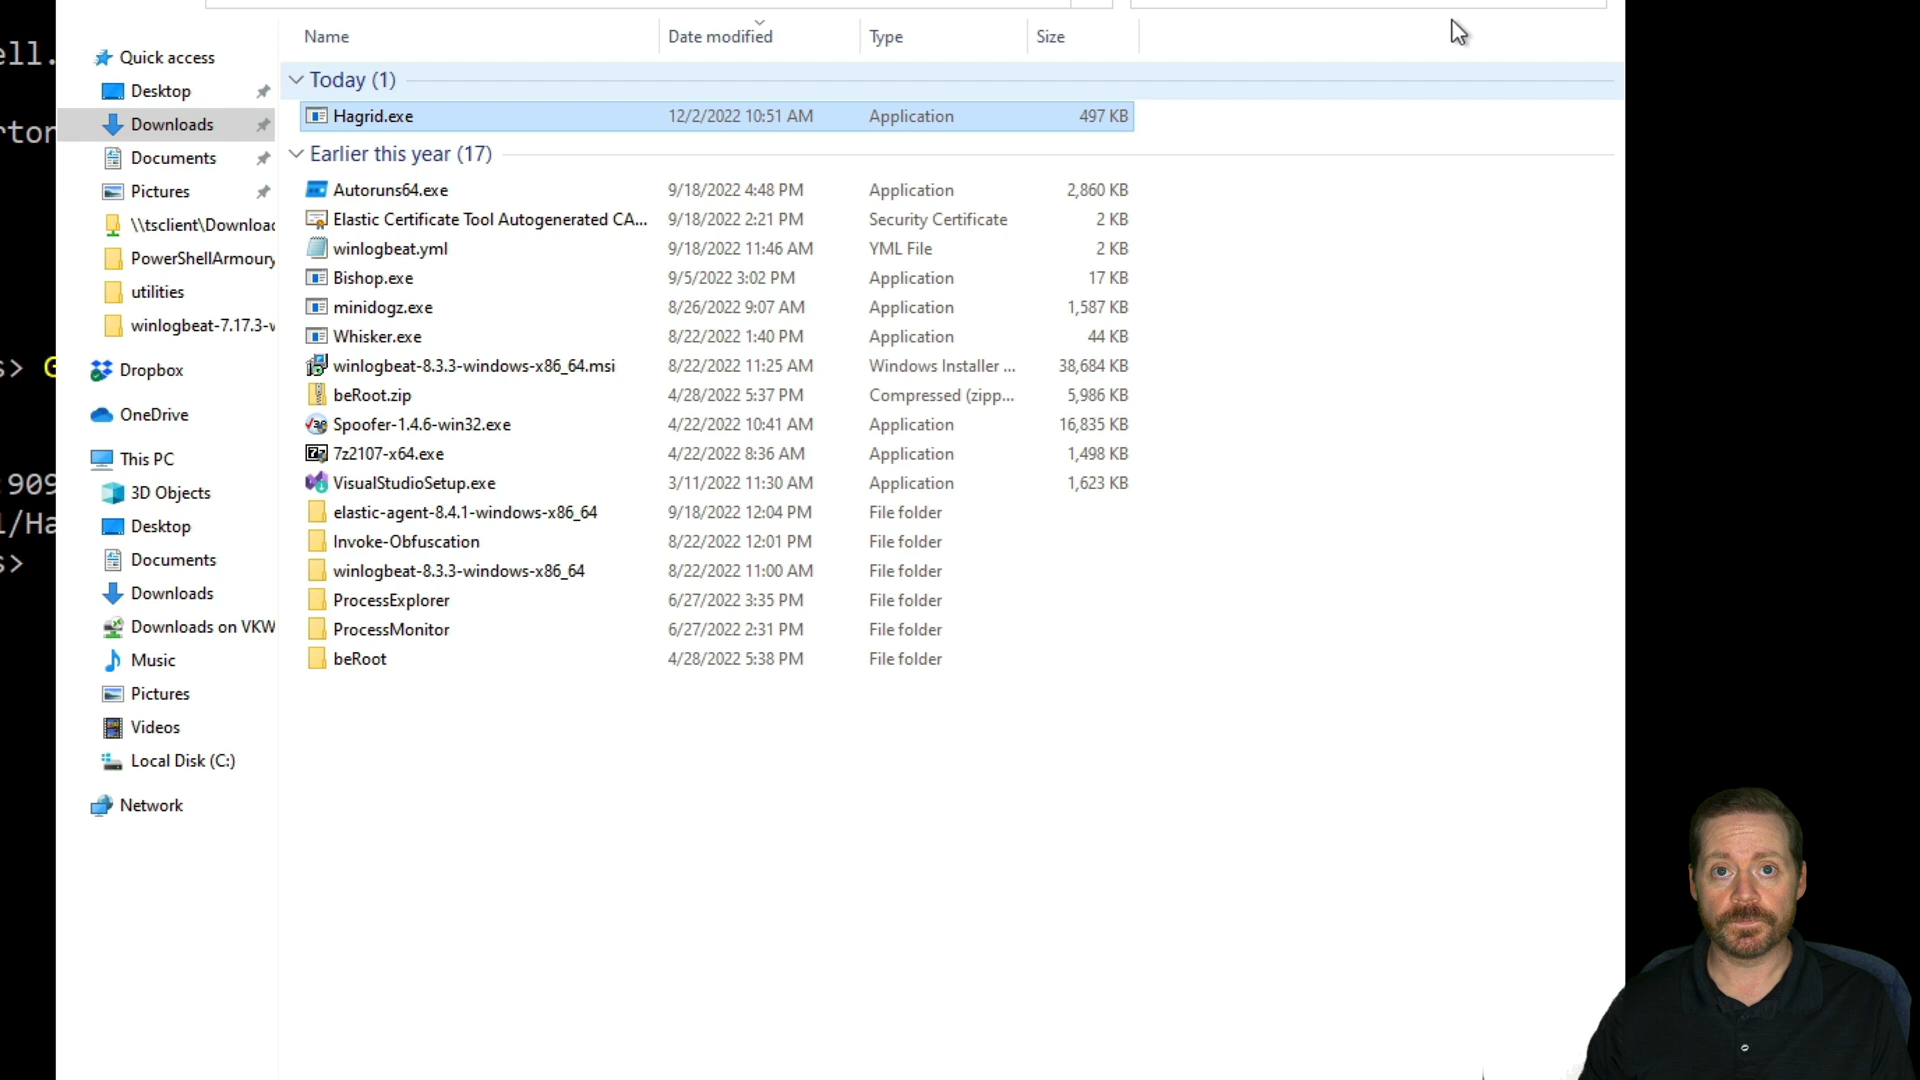 Name Date modified Type Size
Quick access
Desktop
Downloads
Documents
Pictures
\\tsclient\Downloac
PowerShellArmoury
utilities
winlogbeat-7.17.3-v
Dropbox
OneDrive
This PC
3D Objects
Desktop
Documents
Downloads
Downloads on VKW
Music
Pictures
Videos
Local Disk (C:)
Network
Today (1)
Hagrid.exe 12/2/2022 10:51 AM Application 497 KB
Earlier this year (17)
Autoruns64.exe 9/18/2022 4:48 PM Application 2,860 KB
Elastic Certificate Tool Autogenerated CA... 9/18/2022 2:21 PM Security Certificate 2 KB
winlogbeat.yml 9/18/2022 11:46 AM YML File 2 KB
Bishop.exe 9/5/2022 3:02 PM Application 17 KB
minidogz.exe 8/26/2022 9:07 AM Application 1,587 KB
Whisker.exe 8/22/2022 1:40 PM Application 44 KB
winlogbeat-8.3.3-windows-x86_64.msi 8/22/2022 11:25 AM Windows Installer ... 38,684 KB
beRoot.zip 4/28/2022 5:37 PM Compressed (zipp... 5,986 KB
Spoofer-1.4.6-win32.exe 4/22/2022 10:41 AM Application 16,835 KB
7z2107-x64.exe 4/22/2022 8:36 AM Application 1,498 KB
VisualStudioSetup.exe 3/11/2022 11:30 AM Application 1,623 KB
elastic-agent-8.4.1-windows-x86_64 9/18/2022 12:04 PM File folder
Invoke-Obfuscation 8/22/2022 12:01 PM File folder
winlogbeat-8.3.3-windows-x86_64 8/22/2022 11:00 AM File folder
ProcessExplorer 6/27/2022 3:35 PM File folder
ProcessMonitor 6/27/2022 2:31 PM File folder
beRoot 4/28/2022 5:38 PM File folder
ell.
rton
s> G
:909
l/Ha
s>